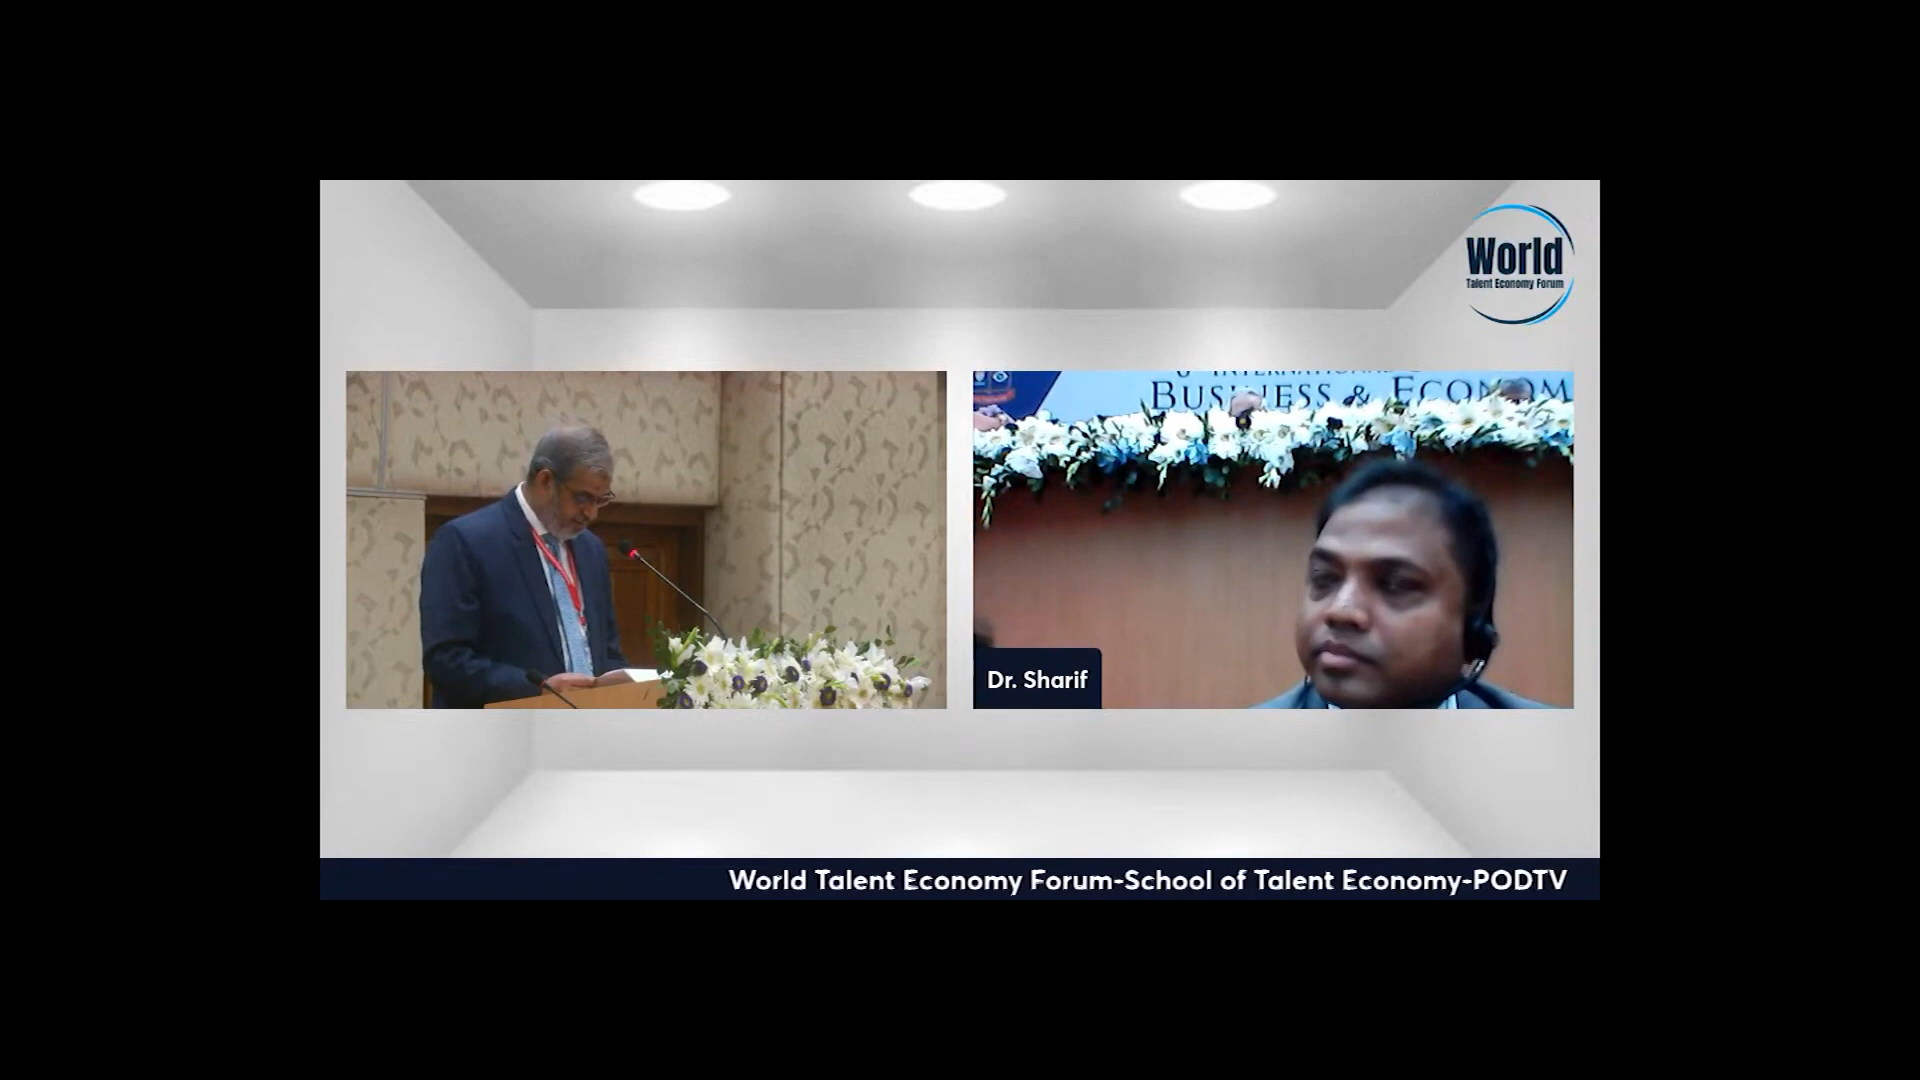 World
Talent Economy Forum
BUSINESS & ECONOM
Dr. Sharif
World Talent Economy Forum-School of Talent Economy-PODTV